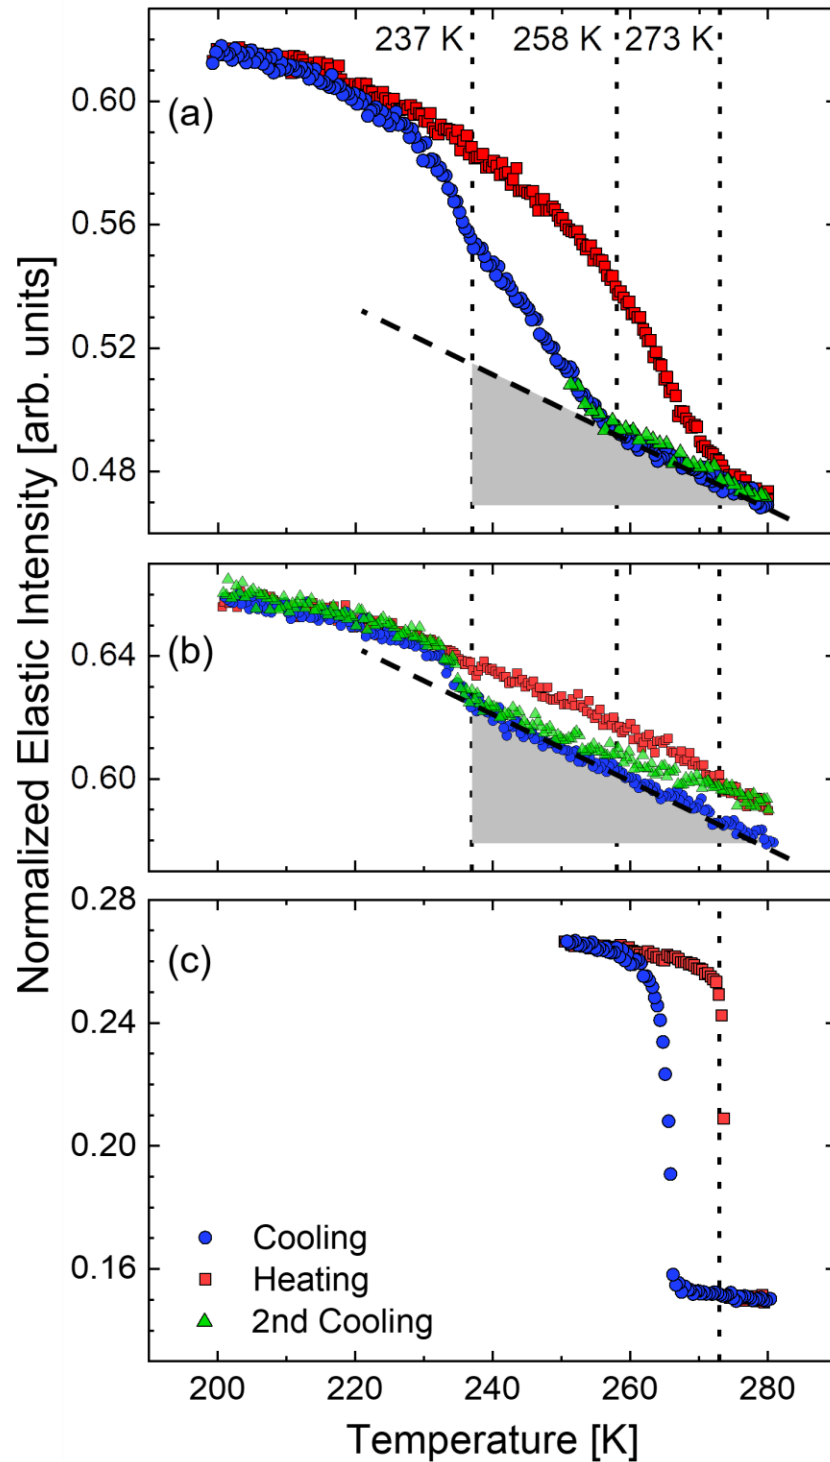 237 K 258 K 273 K
0.60
(a)
0.56
0.52
0.48
(b)
0.64
0.60
0.28
(c)
0.24
0.20
0.16
Cooling
Heating
2nd Cooling
200 220 240 260 280
Temperature [K]
Normalized Elastic Intensity [arb. units]